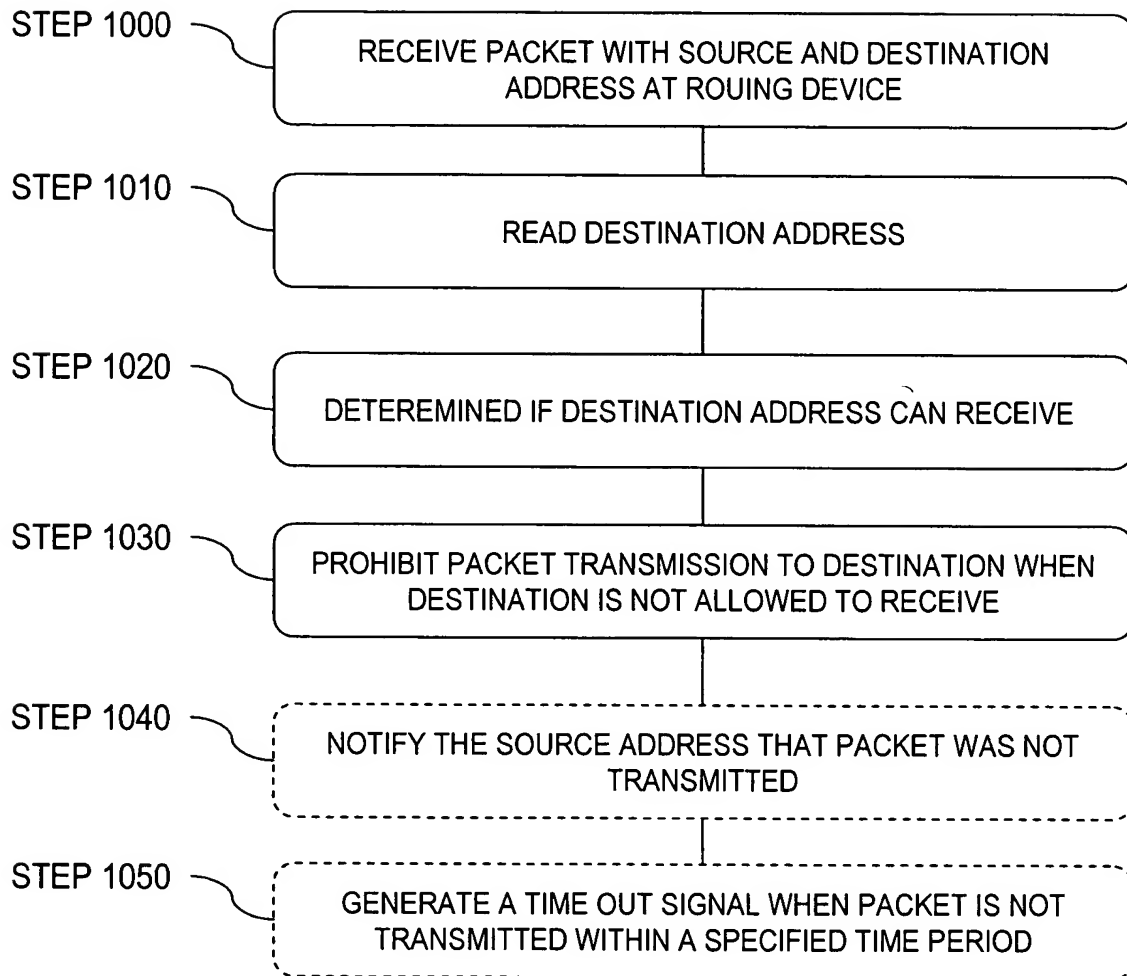 STEP 1000
RECEIVE PACKET WITH SOURCE AND DESTINATION
ADDRESS AT ROUING DEVICE
STEP 1010
READ DESTINATION ADDRESS
STEP 1020
DETEREMINED IF DESTINATION ADDRESS CAN RECEIVE
STEP 1030
PROHIBIT PACKET TRANSMISSION TO DESTINATION WHEN
DESTINATION IS NOT ALLOWED TO RECEIVE
STEP 1040
NOTIFY THE SOURCE ADDRESS THAT PACKET WAS NOT
TRANSMITTED
STEP 1050
GENERATE A TIME OUT SIGNAL WHEN PACKET IS NOT
TRANSMITTED WITHIN A SPECIFIED TIME PERIOD